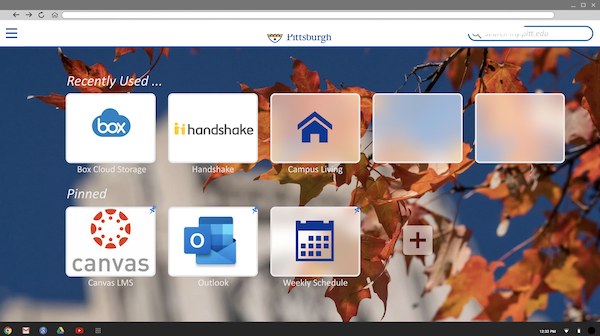 Pittsburgh
Search my.pitt.edu
Recently Used ...
box
handshake
Box Cloud Storage
Handshake
Campus Living
Pinned
canvas
O
Canvas LMS
Outlook
Weekly Schedule
12:33 PM